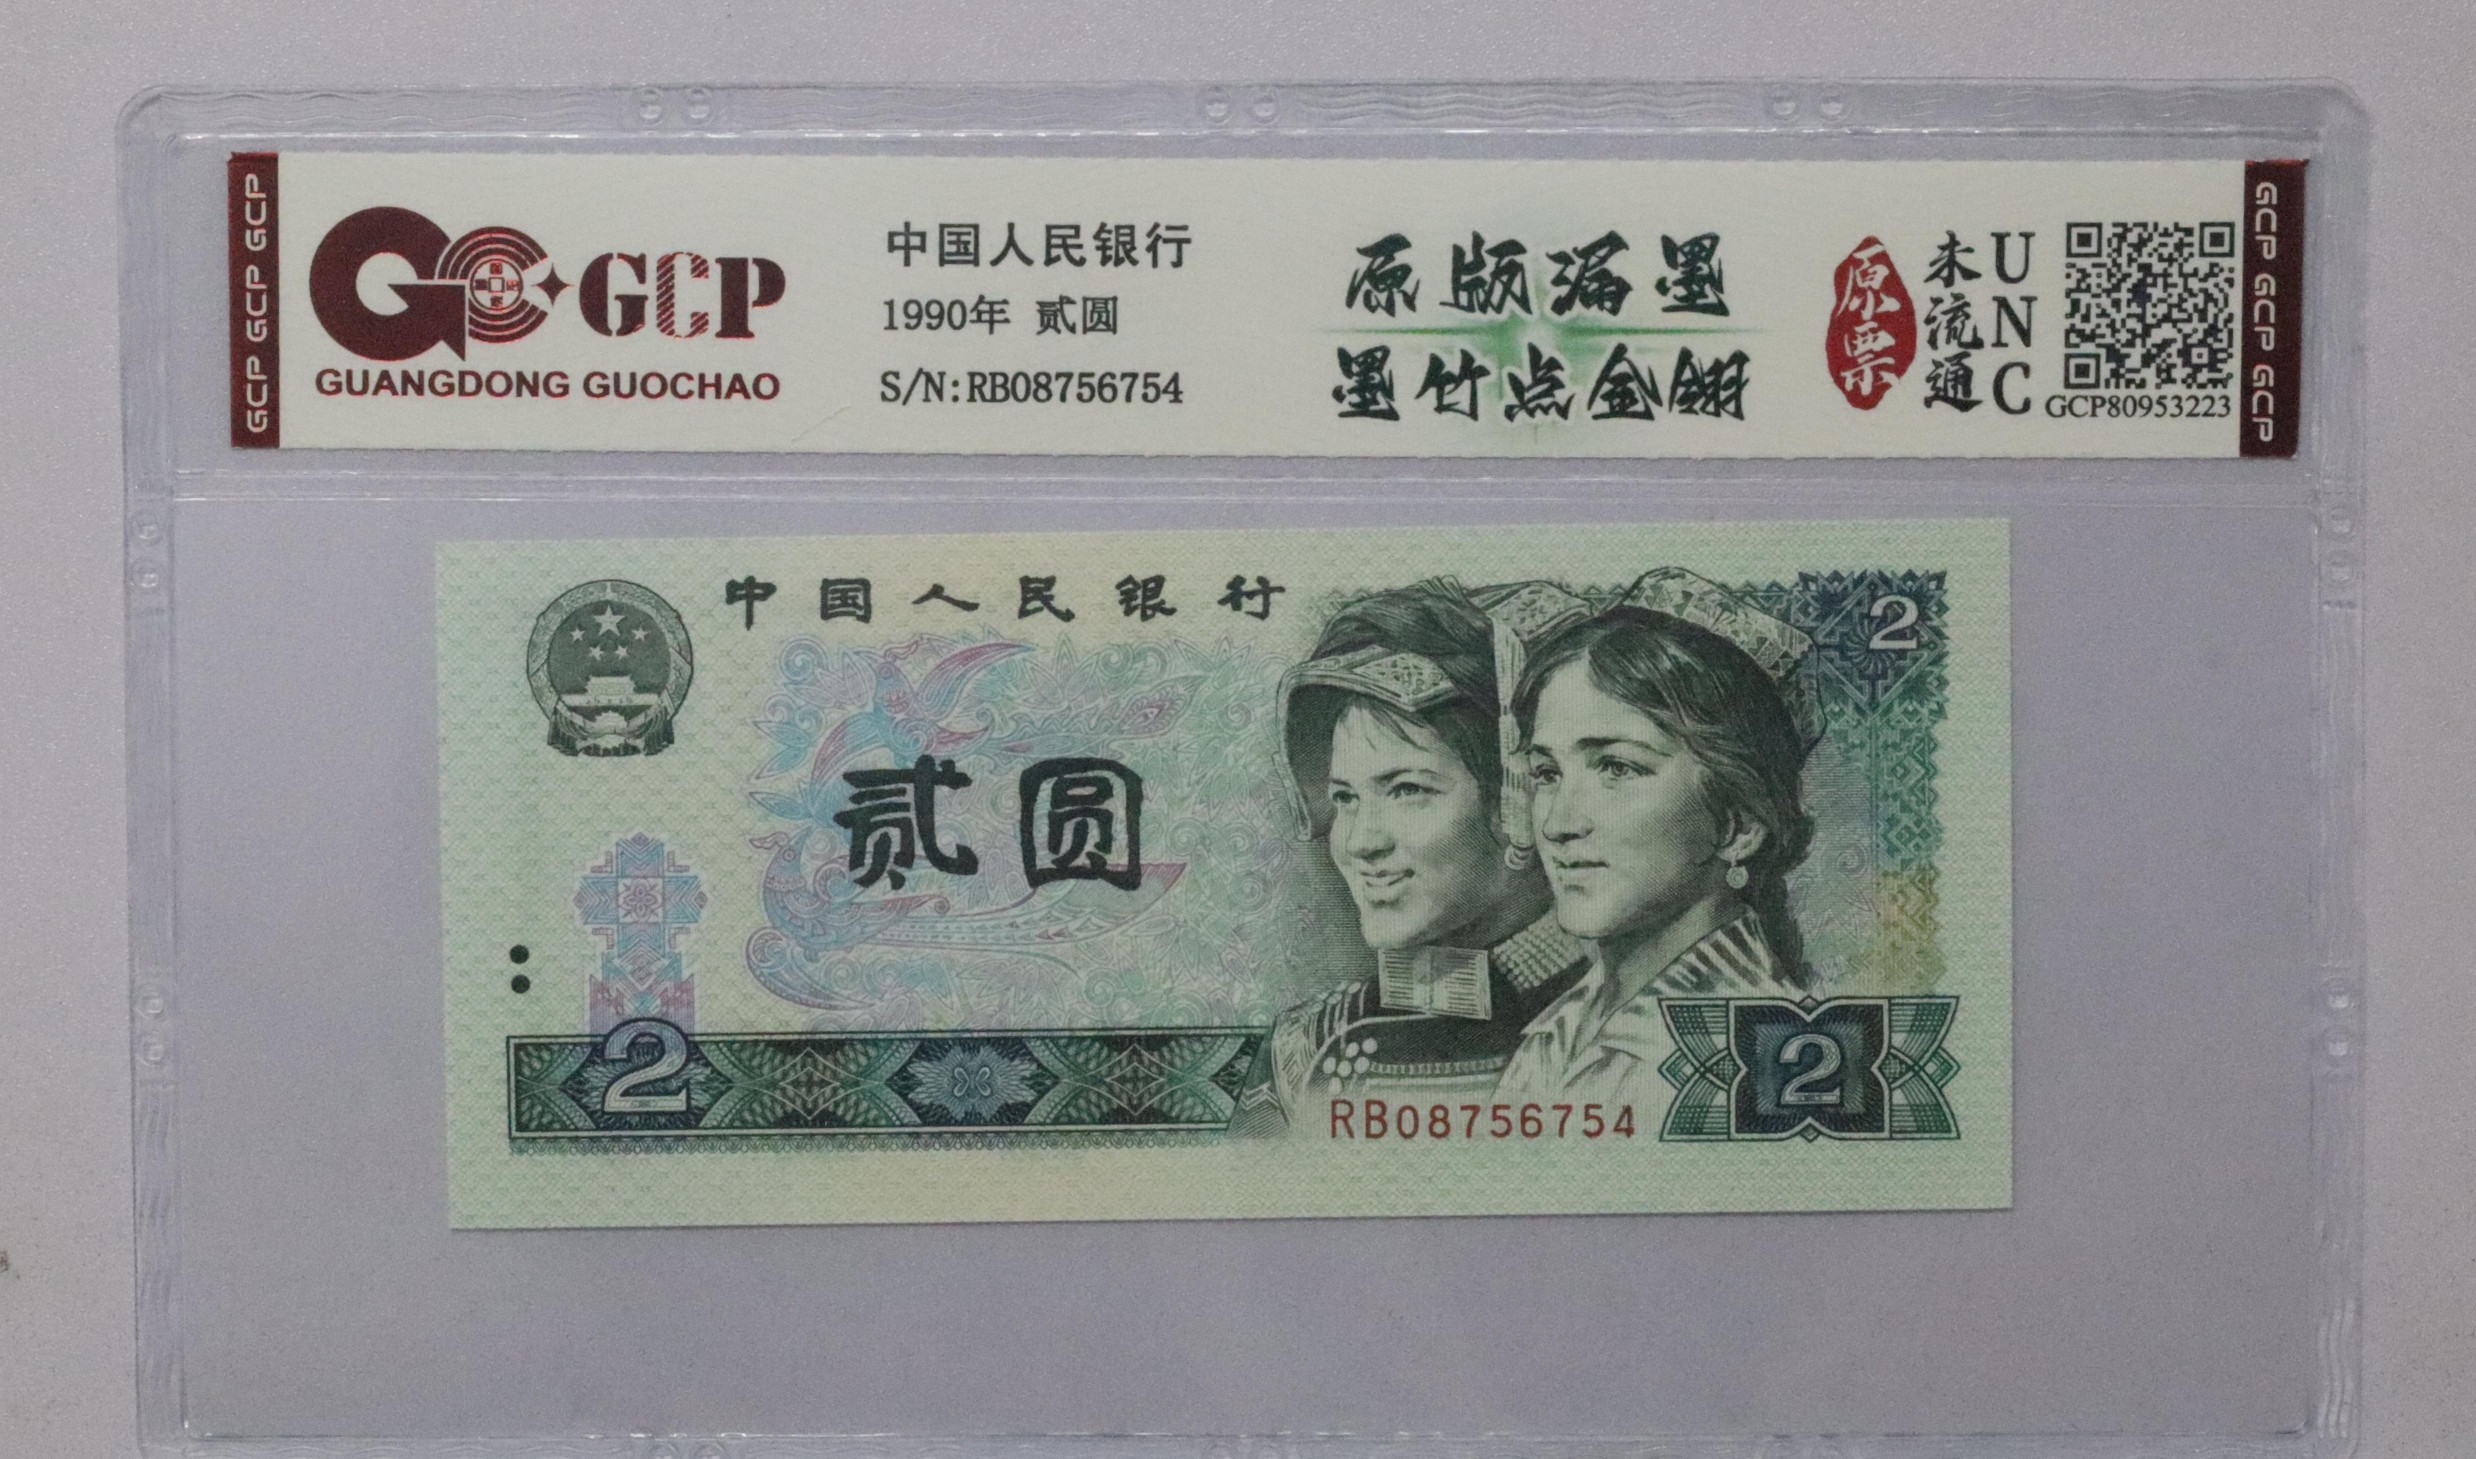 GCP GCP GCP
GCP
GUANGDONG GUOCHAO
中国人民银行
1990年 贰圆
S/N:RB08756754
原版漏墨
墨竹点金翎
原票
未流通
UNC
GCP80953223
GCP GCP GCP
中国人民银行
2
贰圆
2
RB08756754
2